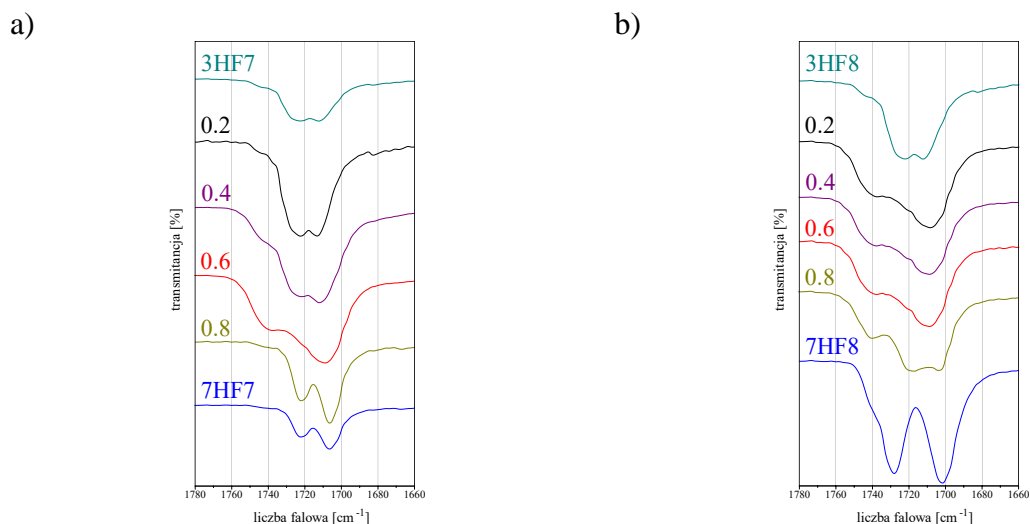 a)
3HF7
0.2
0.4
0.6
0.8
7HF7
transmitancja [%]
1780 1760 1740 1720 1700 1680 1660
liczba falowa [cm⁻¹]
b)
3HF8
0.2
0.4
0.6
0.8
7HF8
transmitancja [%]
1780 1760 1740 1720 1700 1680 1660
liczba falowa [cm⁻¹]